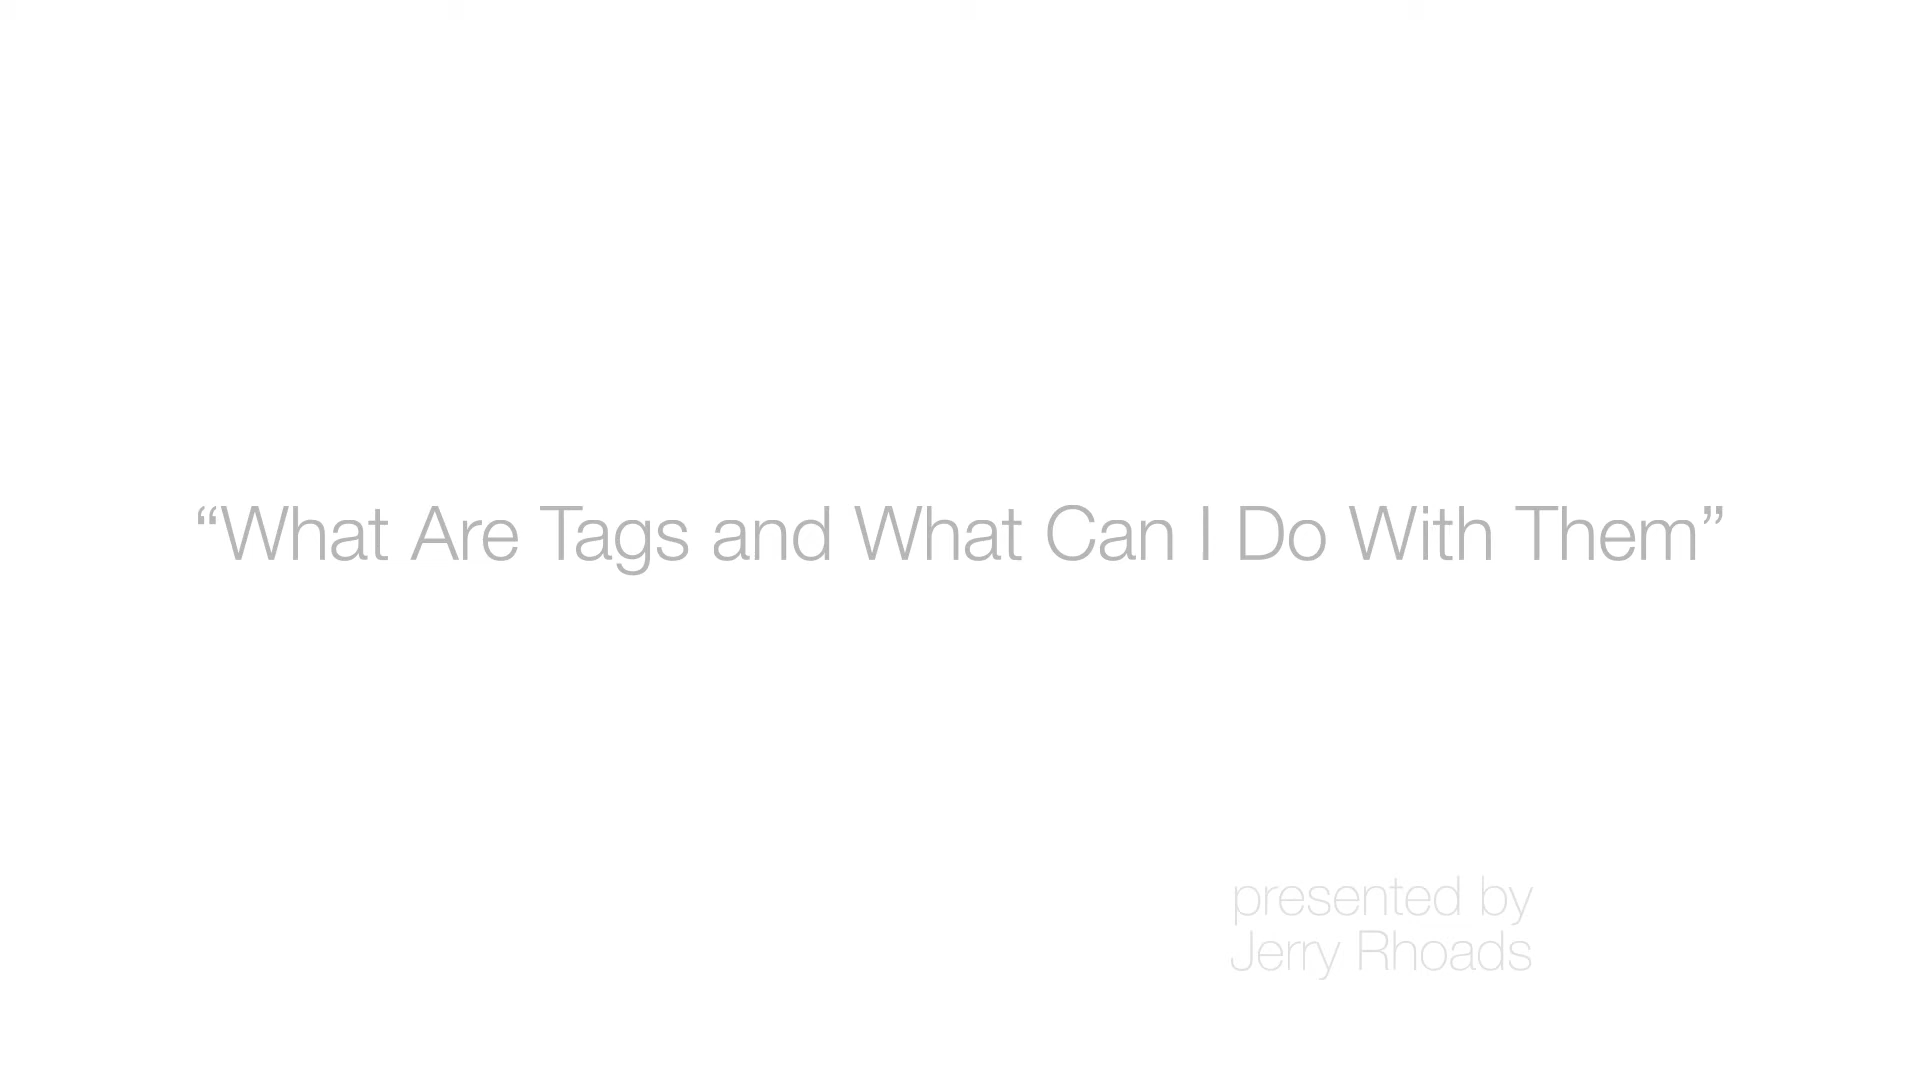 “What Are Tags and What Can I Do With Them”
presented by
Jerry Rhoads